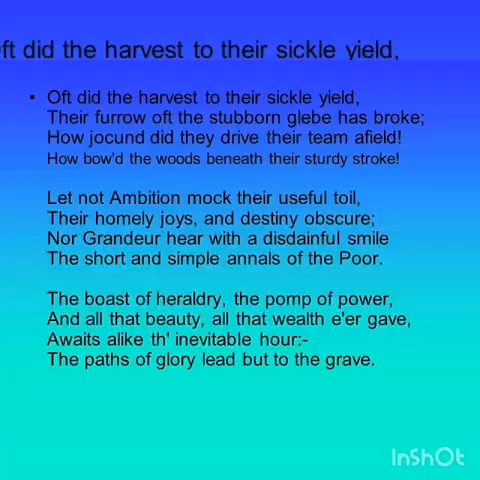 ft did the harvest to their sickle yield,
• Oft did the harvest to their sickle yield,
Their furrow oft the stubborn glebe has broke;
How jocund did they drive their team afield!
How bow'd the woods beneath their sturdy stroke!
Let not Ambition mock their useful toil,
Their homely joys, and destiny obscure;
Nor Grandeur hear with a disdainful smile
The short and simple annals of the Poor.
The boast of heraldry, the pomp of power,
And all that beauty, all that wealth e'er gave,
Awaits alike th' inevitable hour:-
The paths of glory lead but to the grave.
InShOt